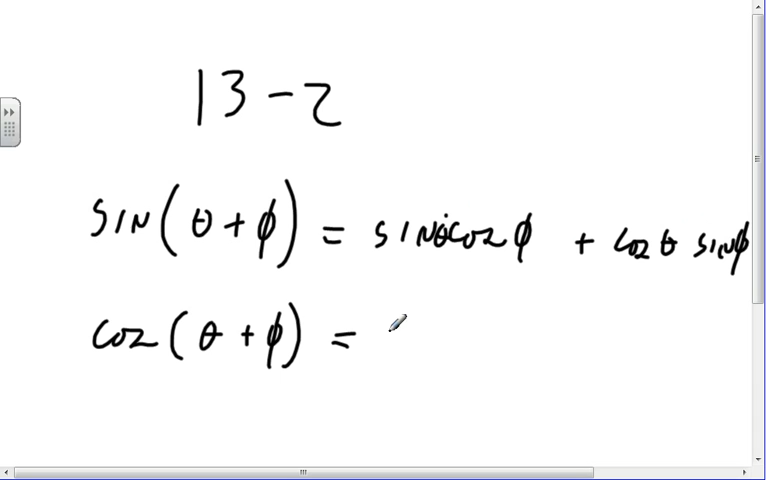 13-2
sin(θ + ϕ) = sinθcosϕ + cosθ sinϕ
cos(θ + ϕ) =